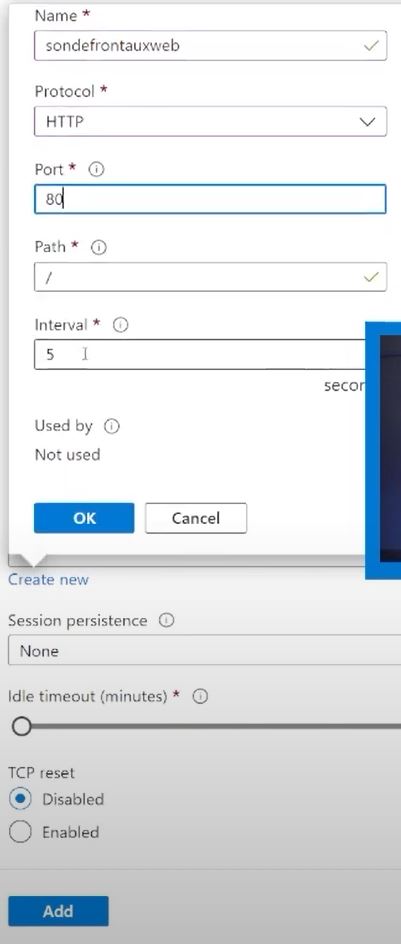 Name *
sondefrontauxweb
Protocol *
HTTP
Port *
80
Path *
/
Interval *
5
Used by
Not used
OK
Cancel
Create new
Session persistence
None
Idle timeout (minutes) *
TCP reset
Disabled
Enabled
Add